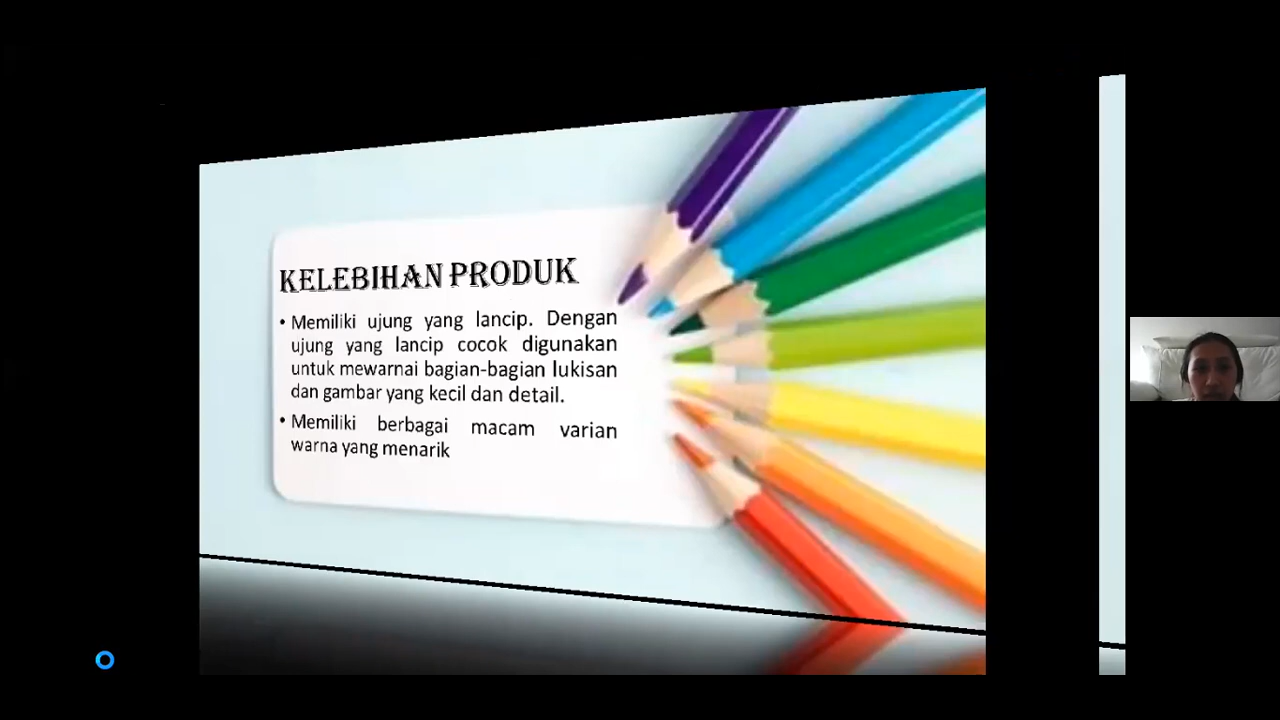 KELEBIHAN PRODUK
• Memiliki ujung yang lancip. Dengan
ujung yang lancip cocok digunakan
untuk mewarnai bagian-bagian lukisan
dan gambar yang kecil dan detail.
• Memiliki berbagai macam varian
warna yang menarik